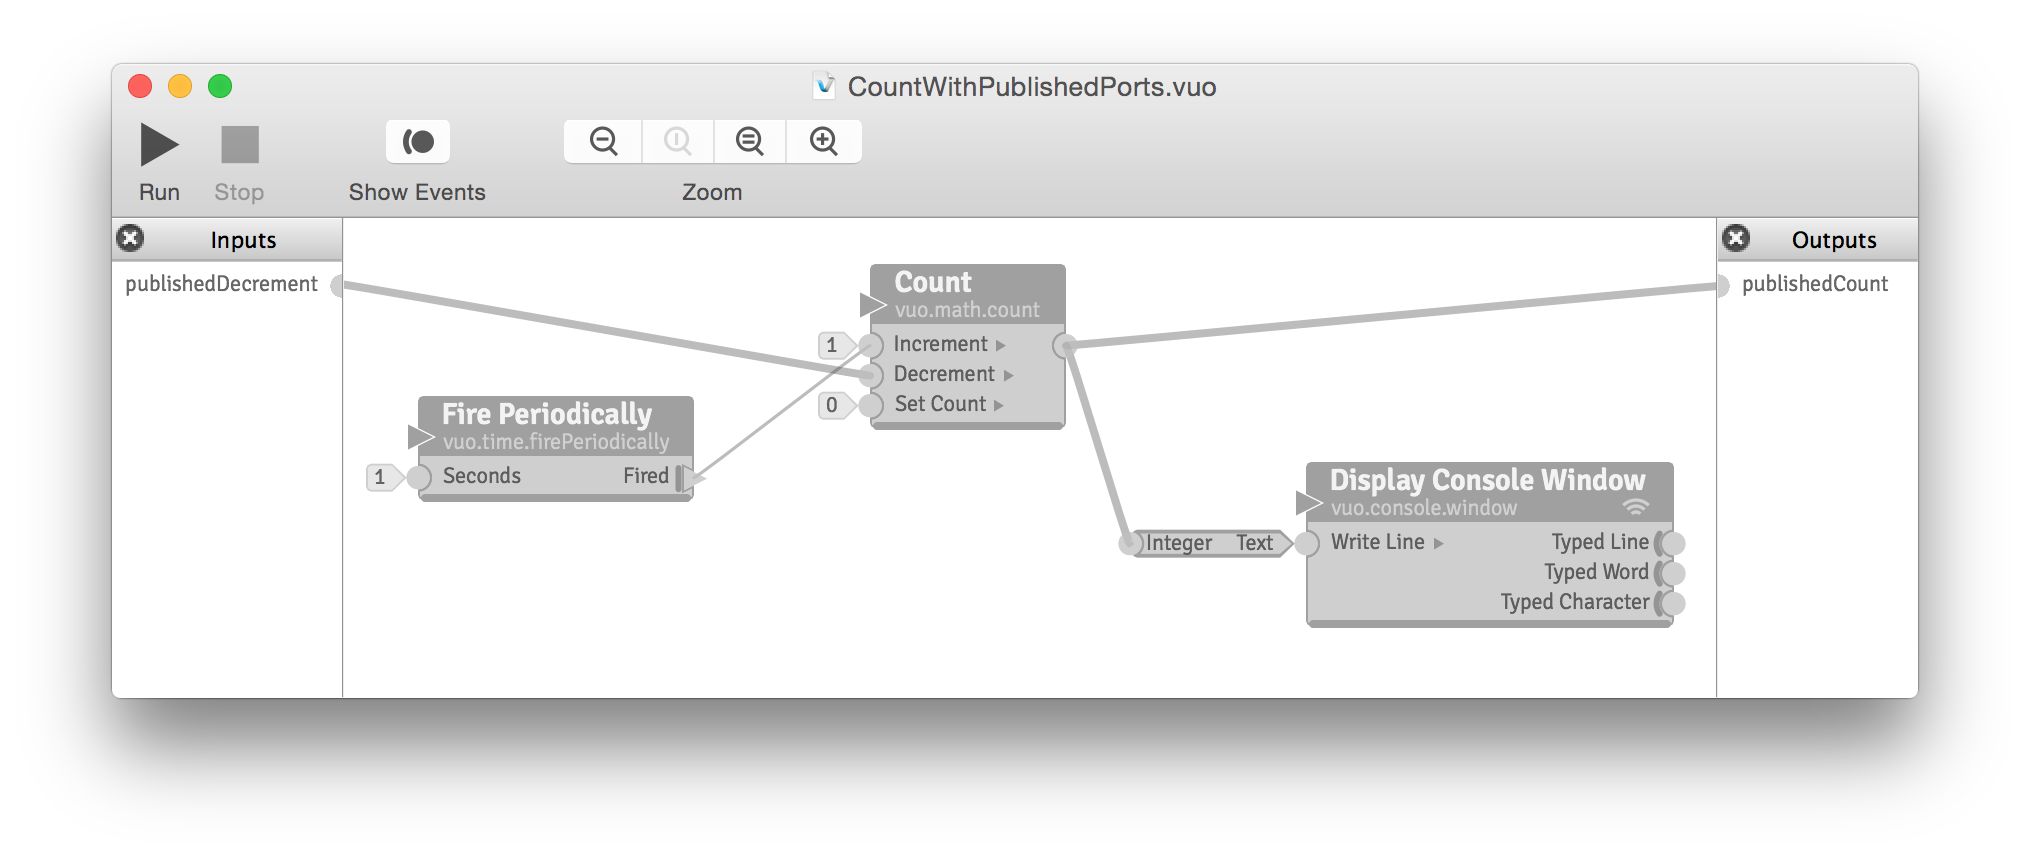 CountWithPublishedPorts.vuo
Run
Stop
Show Events
Zoom
Inputs
Outputs
publishedDecrement
publishedCount
Count
vuo.math.count
1
Increment
Decrement
0
Set Count
Fire Periodically
vuo.time.firePeriodically
1
Seconds
Fired
Display Console Window
vuo.console.window
Integer Text
Write Line
Typed Line
Typed Word
Typed Character